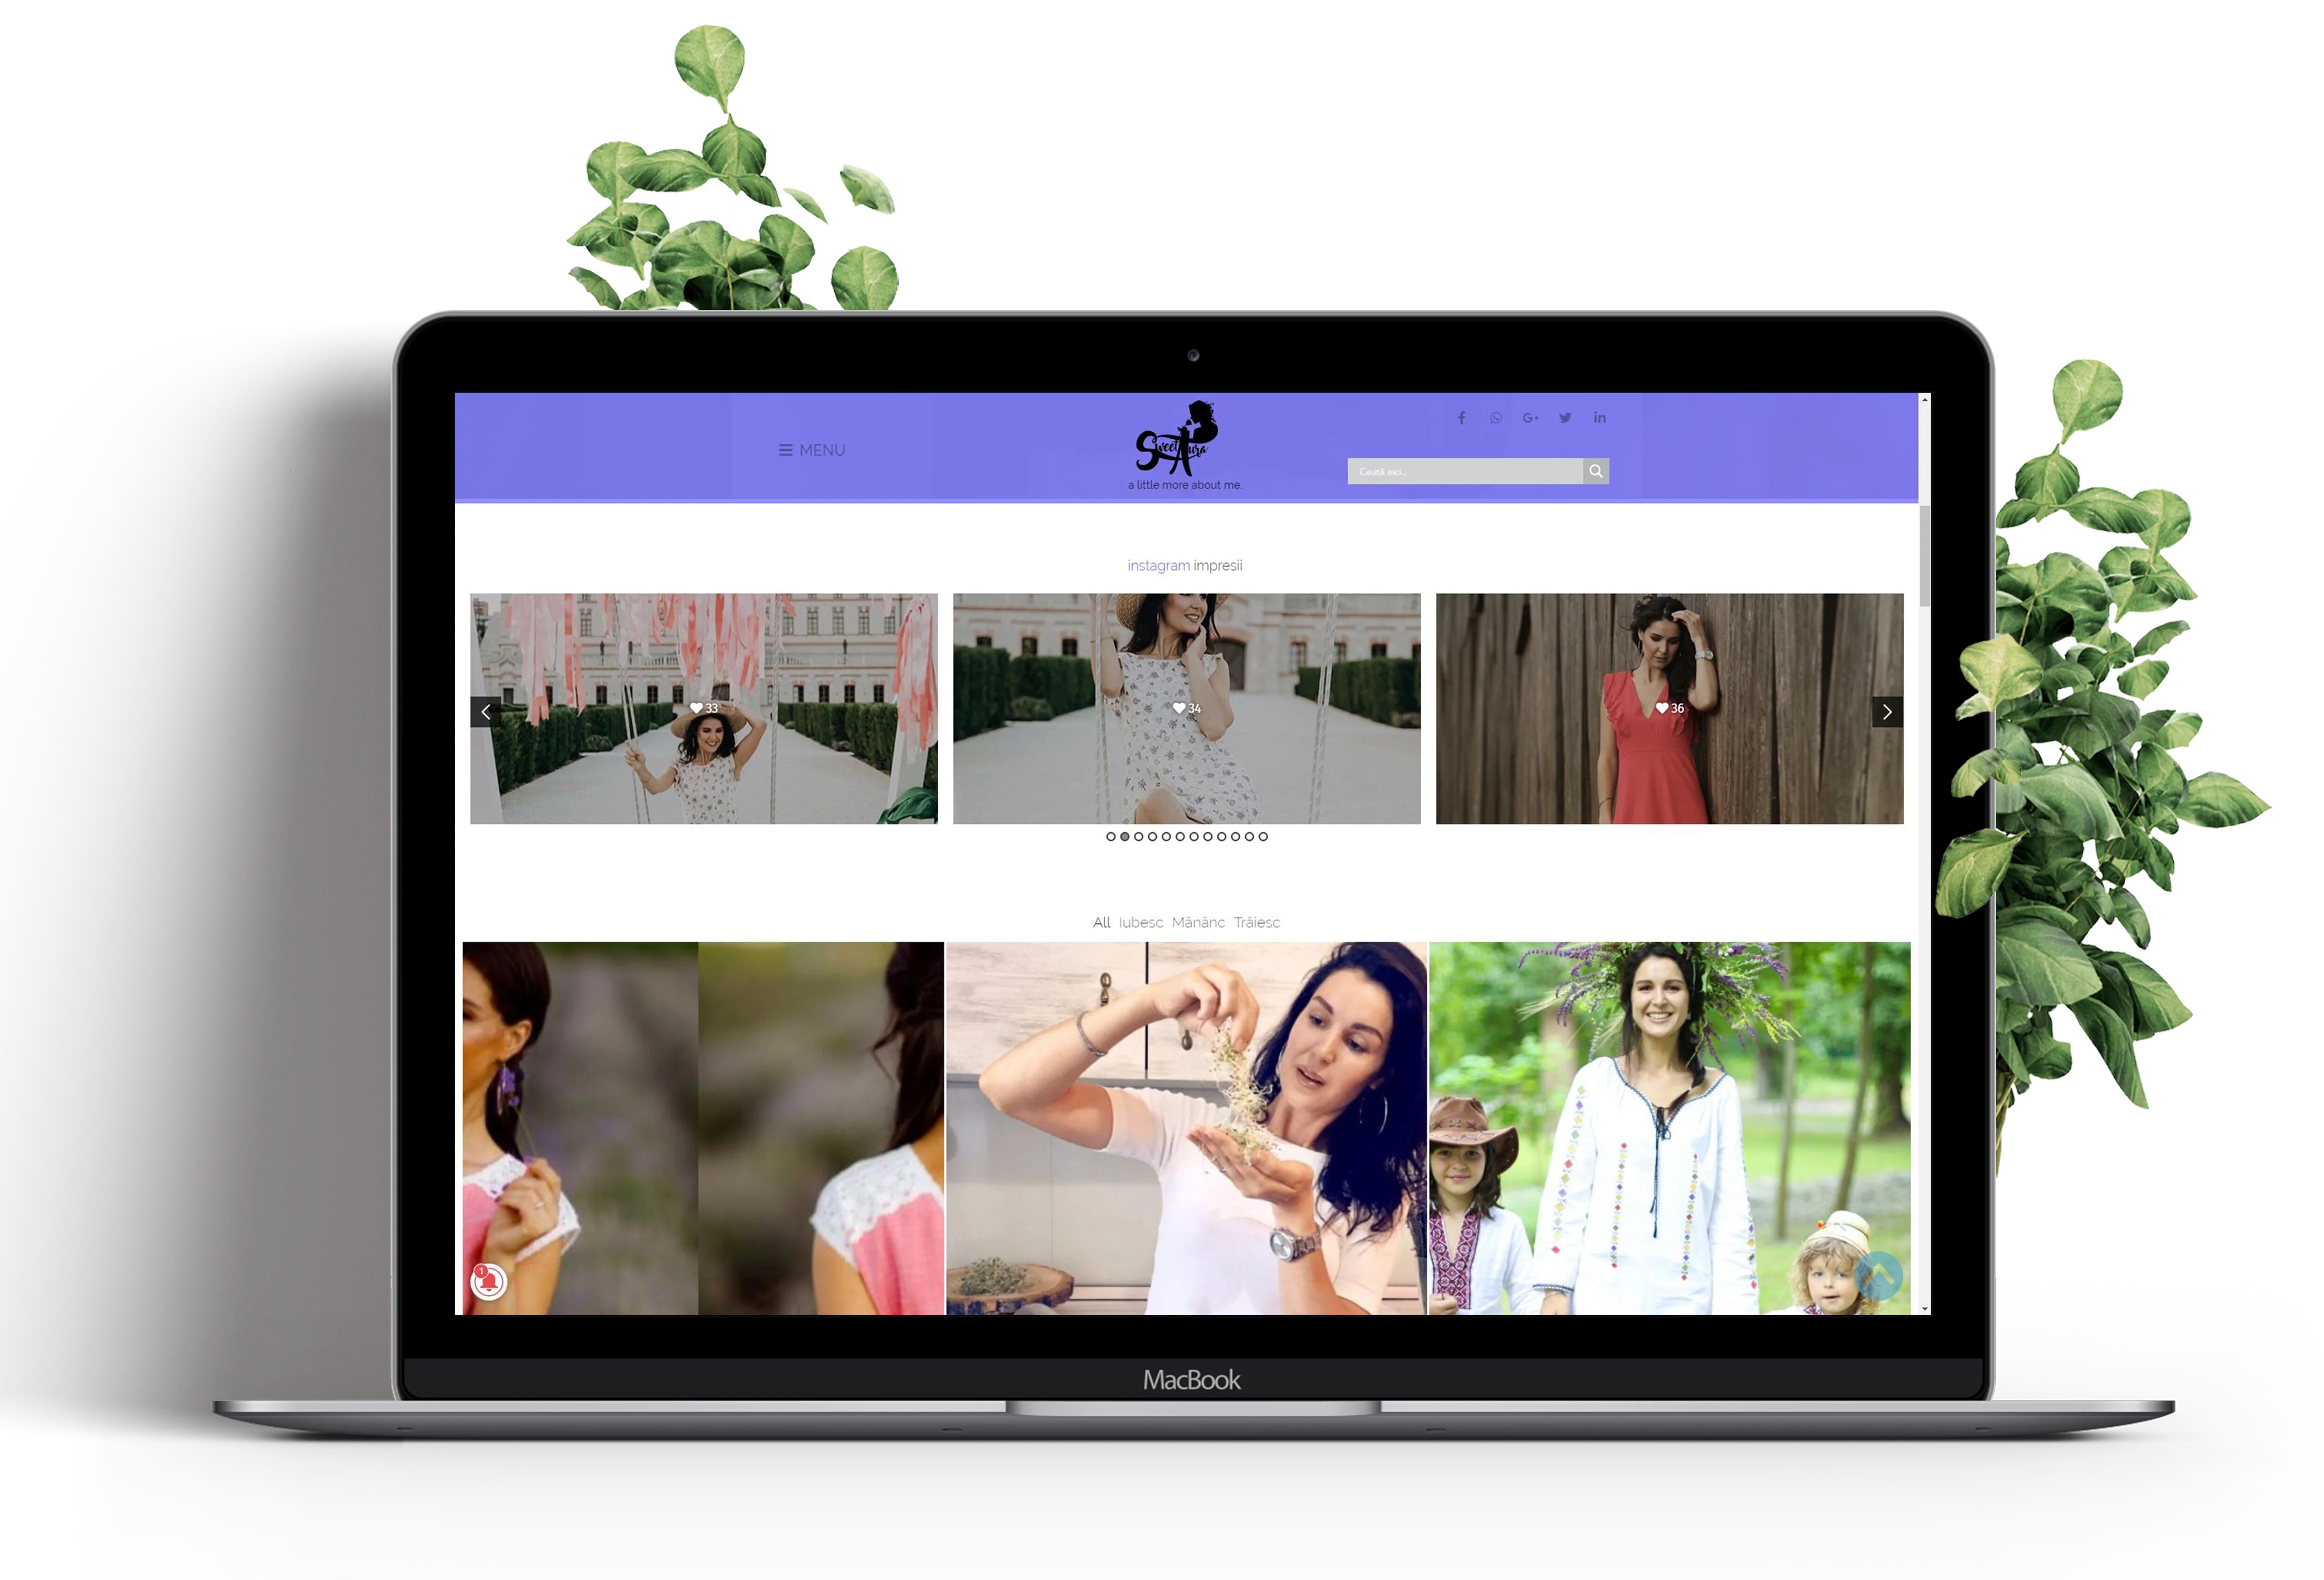 MENU
Sweet Aura
a little more about me.
Caută aici..
instagram impresii
33
34
36
All Iubesc Mănânc Trăiesc
1
MacBook